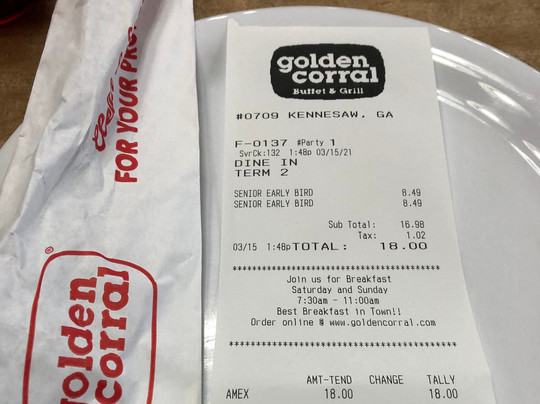 FOR YOUR PRO
®
golden
corral
golden
corral
Buffet & Grill
#0709 KENNESAW, GA
F-0137 #Party 1
SvrCk:132 1:48p 03/15/21
DINE IN
TERM 2
SENIOR EARLY BIRD 8.49
SENIOR EARLY BIRD 8.49
Sub Total: 16.98
Tax: 1.02
03/15 1:48p TOTAL: 18.00
****************************************
Join us for Breakfast
Saturday and Sunday
7:30am - 11:00am
Best Breakfast in Town!!
Order online @ www.goldencorral.com
****************************************
AMT-TEND CHANGE TALLY
AMEX 18.00 18.00